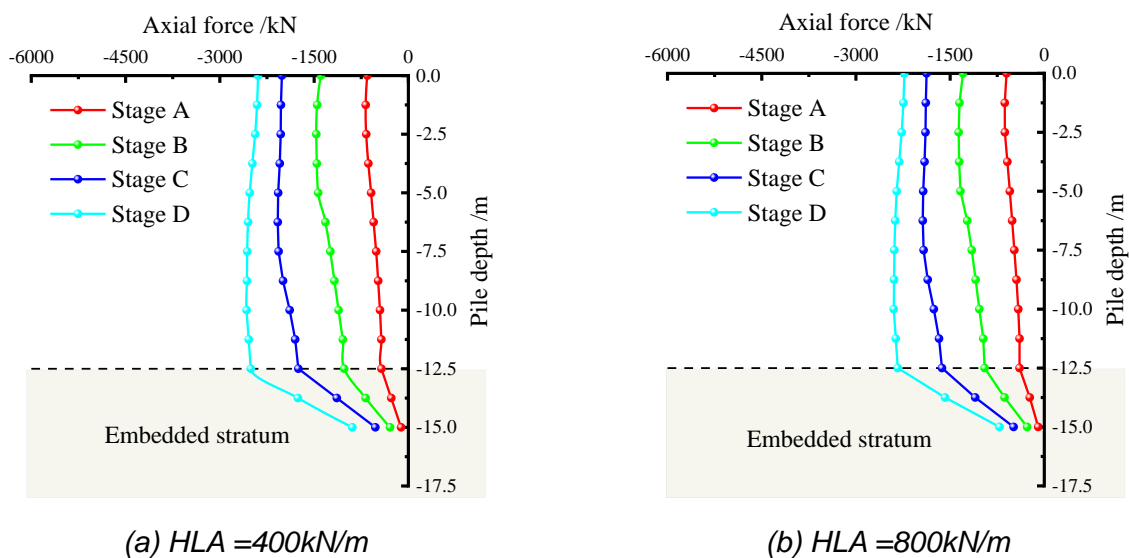 Axial force /kN
-6000 -4500 -3000 -1500 0
0.0
-2.5
-5.0
-7.5
-10.0
-12.5
-15.0
-17.5
Pile depth /m
Stage A
Stage B
Stage C
Stage D
Embedded stratum
(a) HLA =400kN/m
Axial force /kN
-6000 -4500 -3000 -1500 0
0.0
-2.5
-5.0
-7.5
-10.0
-12.5
-15.0
-17.5
Pile depth /m
Stage A
Stage B
Stage C
Stage D
Embedded stratum
(b) HLA =800kN/m